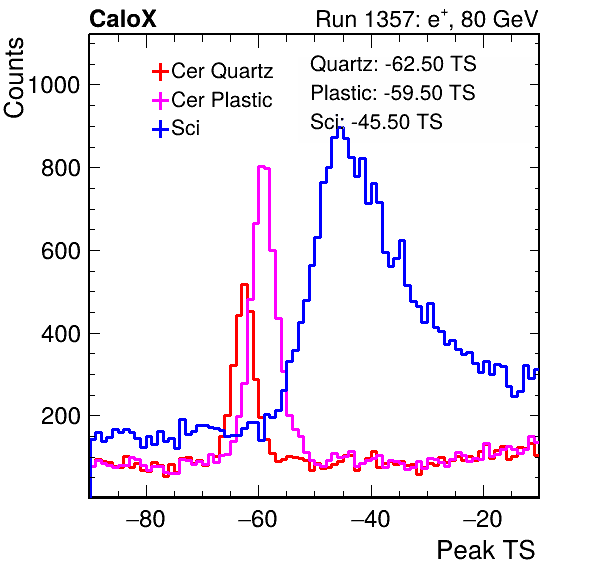 CaloX Run 1357: e+, 80 GeV
Counts
Cer Quartz
Cer Plastic
Sci
Quartz: -62.50 TS
Plastic: -59.50 TS
Sci: -45.50 TS
1000
800
600
400
200
−80 −60 −40 −20
Peak TS